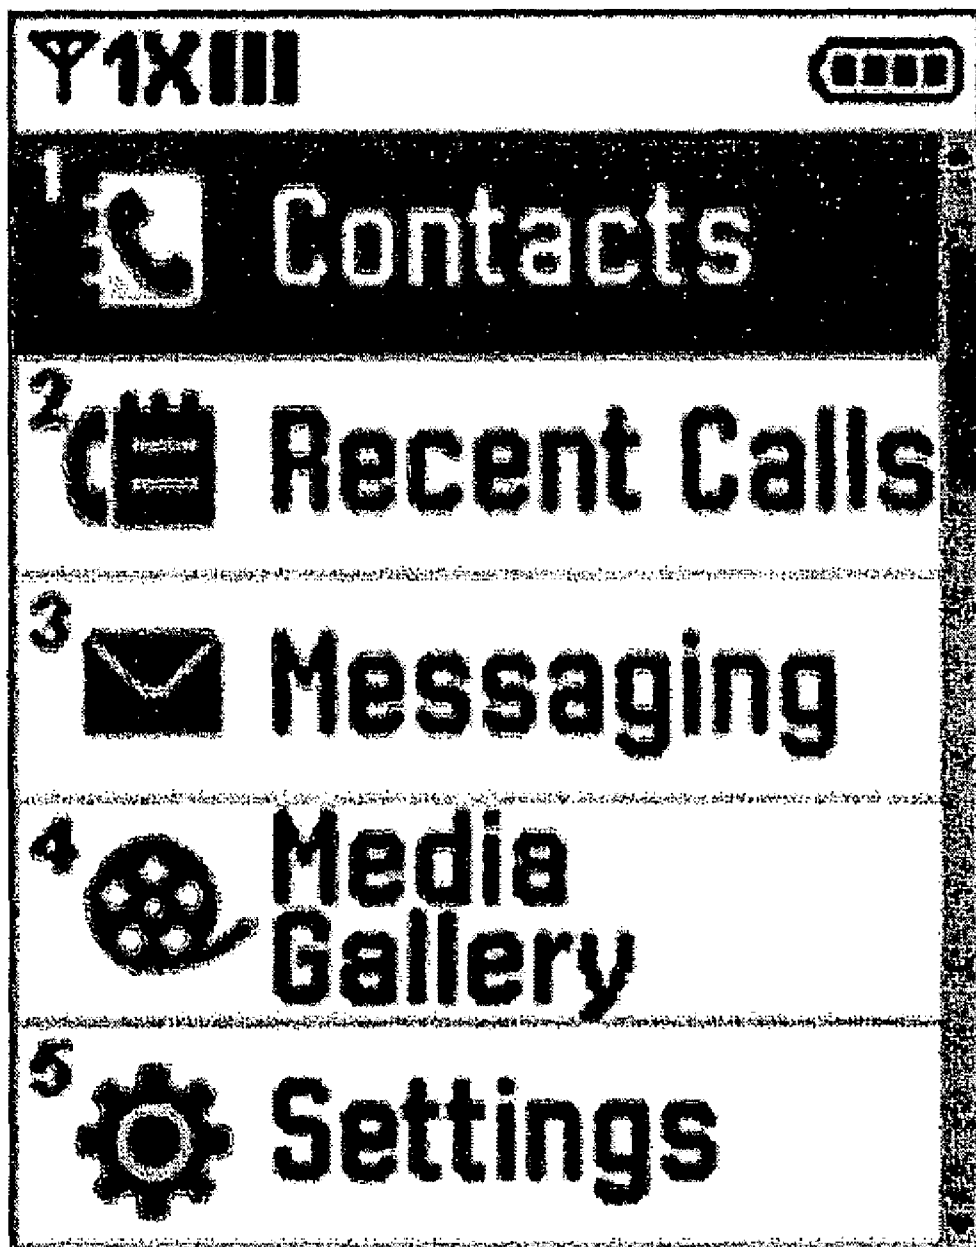 1X
1 Contacts
2 Recent Calls
3 Messaging
4 Media
Gallery
5 Settings